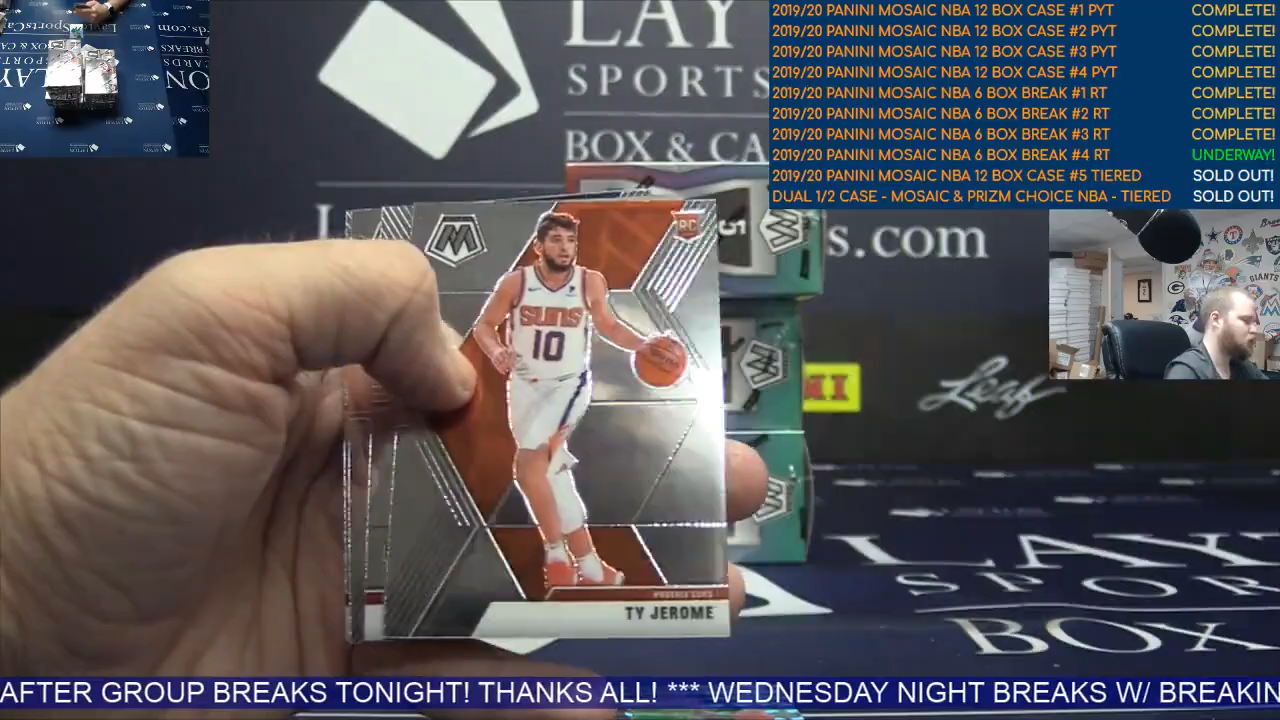 2019/20 PANINI MOSAIC NBA 12 BOX CASE #1 PYT COMPLETE!
2019/20 PANINI MOSAIC NBA 12 BOX CASE #2 PYT COMPLETE!
2019/20 PANINI MOSAIC NBA 12 BOX CASE #3 PYT COMPLETE!
2019/20 PANINI MOSAIC NBA 12 BOX CASE #4 PYT COMPLETE!
2019/20 PANINI MOSAIC NBA 6 BOX BREAK #1 RT COMPLETE!
2019/20 PANINI MOSAIC NBA 6 BOX BREAK #2 RT COMPLETE!
2019/20 PANINI MOSAIC NBA 6 BOX BREAK #3 RT COMPLETE!
2019/20 PANINI MOSAIC NBA 6 BOX BREAK #4 RT UNDERWAY!
2019/20 PANINI MOSAIC NBA 12 BOX CASE #5 TIERED SOLD OUT!
DUAL 1/2 CASE - MOSAIC & PRIZM CHOICE NBA - TIERED SOLD OUT!
LAY
SPORTS
BOX & CA
s.com
RC
SUNS
10
PHOENIX SUNS
TY JEROME
Leaf
GIANTS
LAYT
SPOR
BOX
AFTER GROUP BREAKS TONIGHT! THANKS ALL! *** WEDNESDAY NIGHT BREAKS W/ BREAKIN